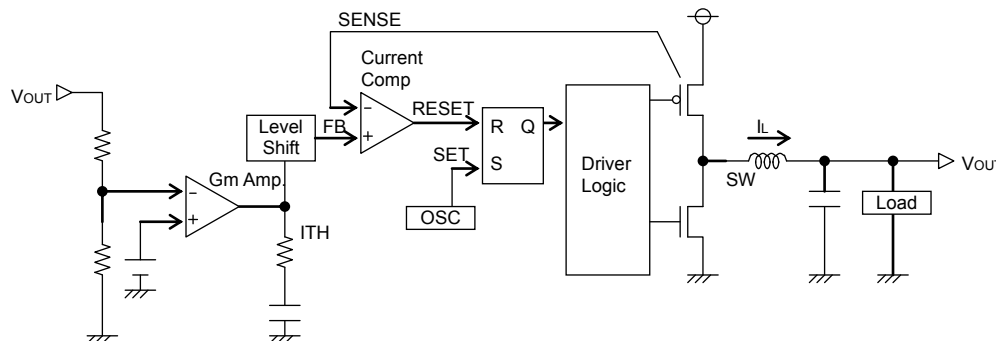 SENSE
Current
Comp
VOUT
RESET
Level
Shift
FB
R Q
S
SET
IL
Driver
Logic
SW
VOUT
Gm Amp.
OSC
Load
ITH
−
+
−
+